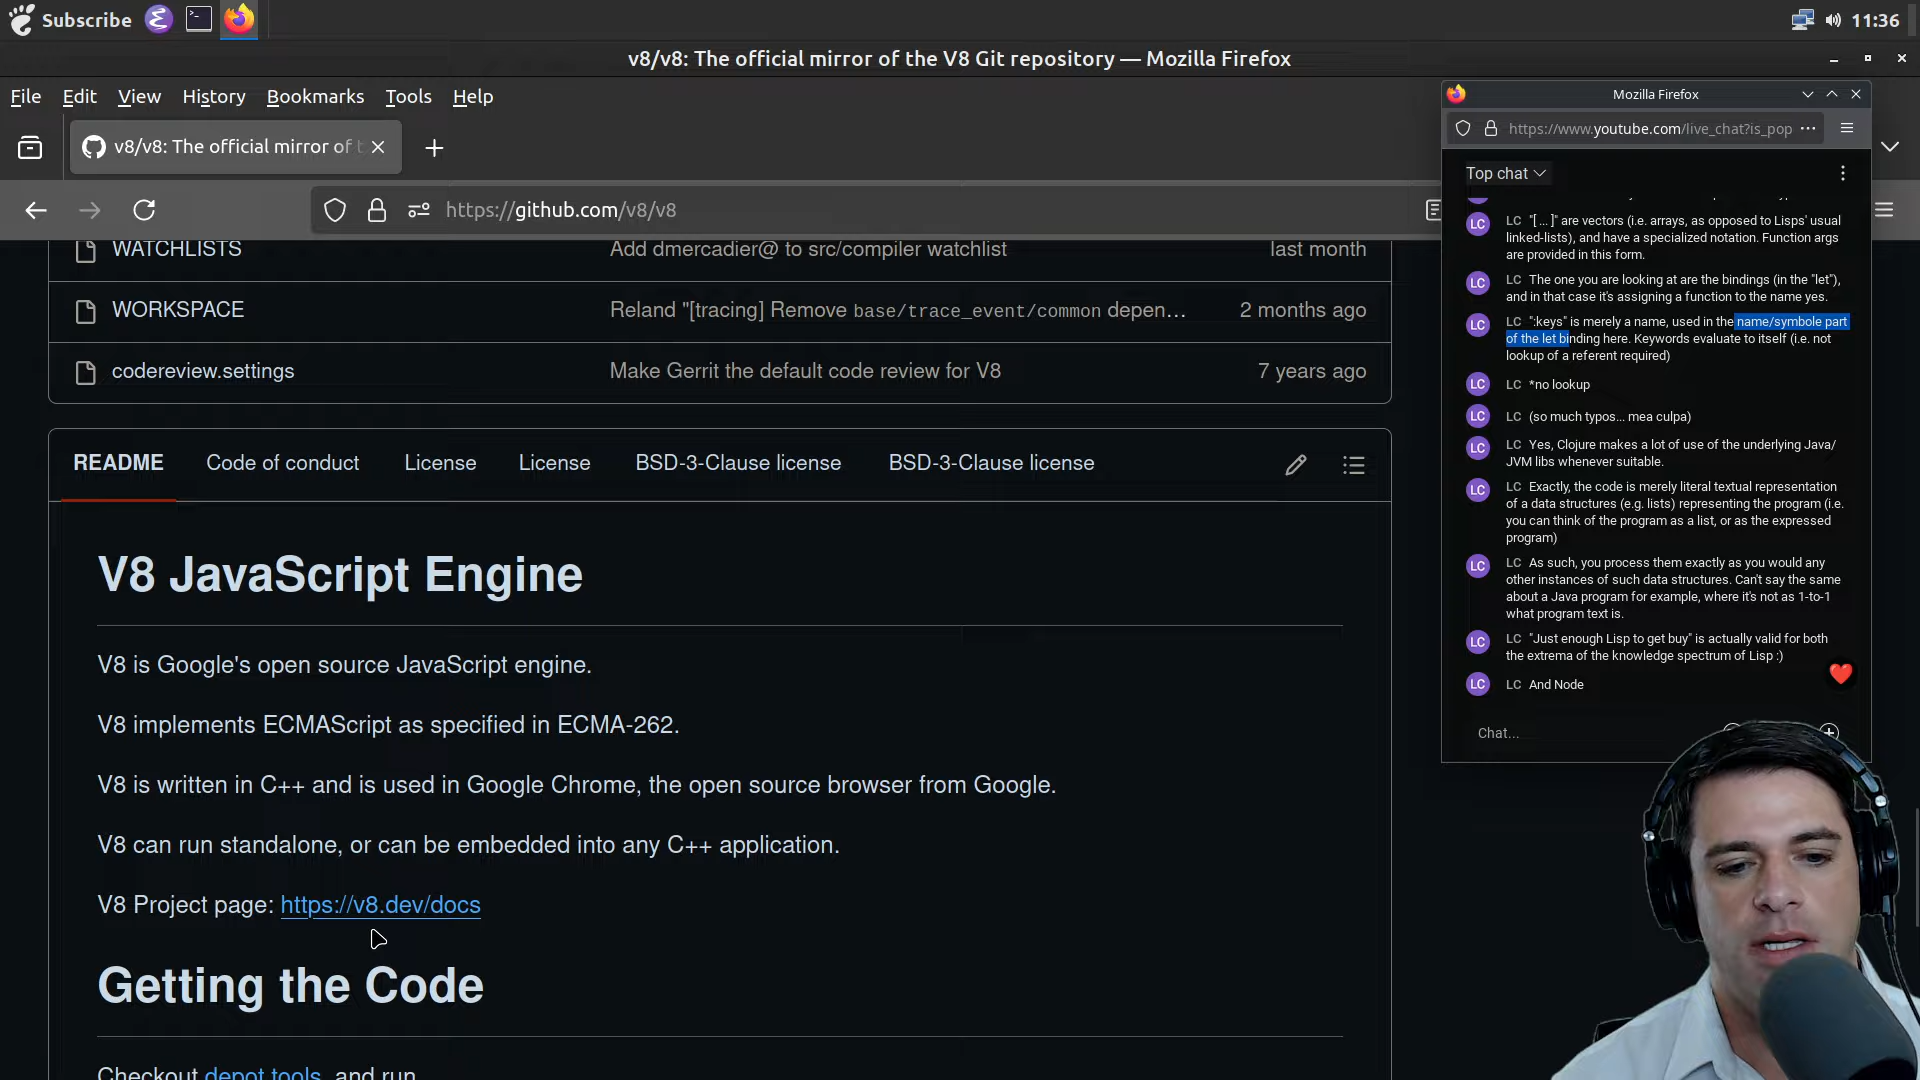 Subscribe
11:36
v8/v8: The official mirror of the V8 Git repository — Mozilla Firefox
File Edit View History Bookmarks Tools Help
v8/v8: The official mirror of t
https://github.com/v8/v8
WATCHLISTS Add dmercadier@ to src/compiler watchlist last month
WORKSPACE Reland "[tracing] Remove base/trace_event/common depen… 2 months ago
codereview.settings Make Gerrit the default code review for V8 7 years ago
README Code of conduct License License BSD-3-Clause license BSD-3-Clause license
V8 JavaScript Engine
V8 is Google's open source JavaScript engine.
V8 implements ECMAScript as specified in ECMA-262.
V8 is written in C++ and is used in Google Chrome, the open source browser from Google.
V8 can run standalone, or can be embedded into any C++ application.
V8 Project page: https://v8.dev/docs
Getting the Code
Checkout depot tools, and run
Mozilla Firefox
https://www.youtube.com/live_chat?is_pop
Top chat
LC LC "[ ... ]" are vectors (i.e. arrays, as opposed to Lisps' usual
linked-lists), and have a specialized notation. Function args
are provided in this form.
LC LC The one you are looking at are the bindings (in the "let"),
and in that case it's assigning a function to the name yes.
LC LC ":keys" is merely a name, used in the name/symbole part
of the let binding here. Keywords evaluate to itself (i.e. not
lookup of a referent required)
LC LC *no lookup
LC LC (so much typos... mea culpa)
LC LC Yes, Clojure makes a lot of use of the underlying Java/
JVM libs whenever suitable.
LC LC Exactly, the code is merely literal textual representation
of a data structures (e.g. lists) representing the program (i.e.
you can think of the program as a list, or as the expressed
program)
LC LC As such, you process them exactly as you would any
other instances of such data structures. Can't say the same
about a Java program for example, where it's not as 1-to-1
what program text is.
LC LC "Just enough Lisp to get buy" is actually valid for both
the extrema of the knowledge spectrum of Lisp :)
LC LC And Node
Chat...